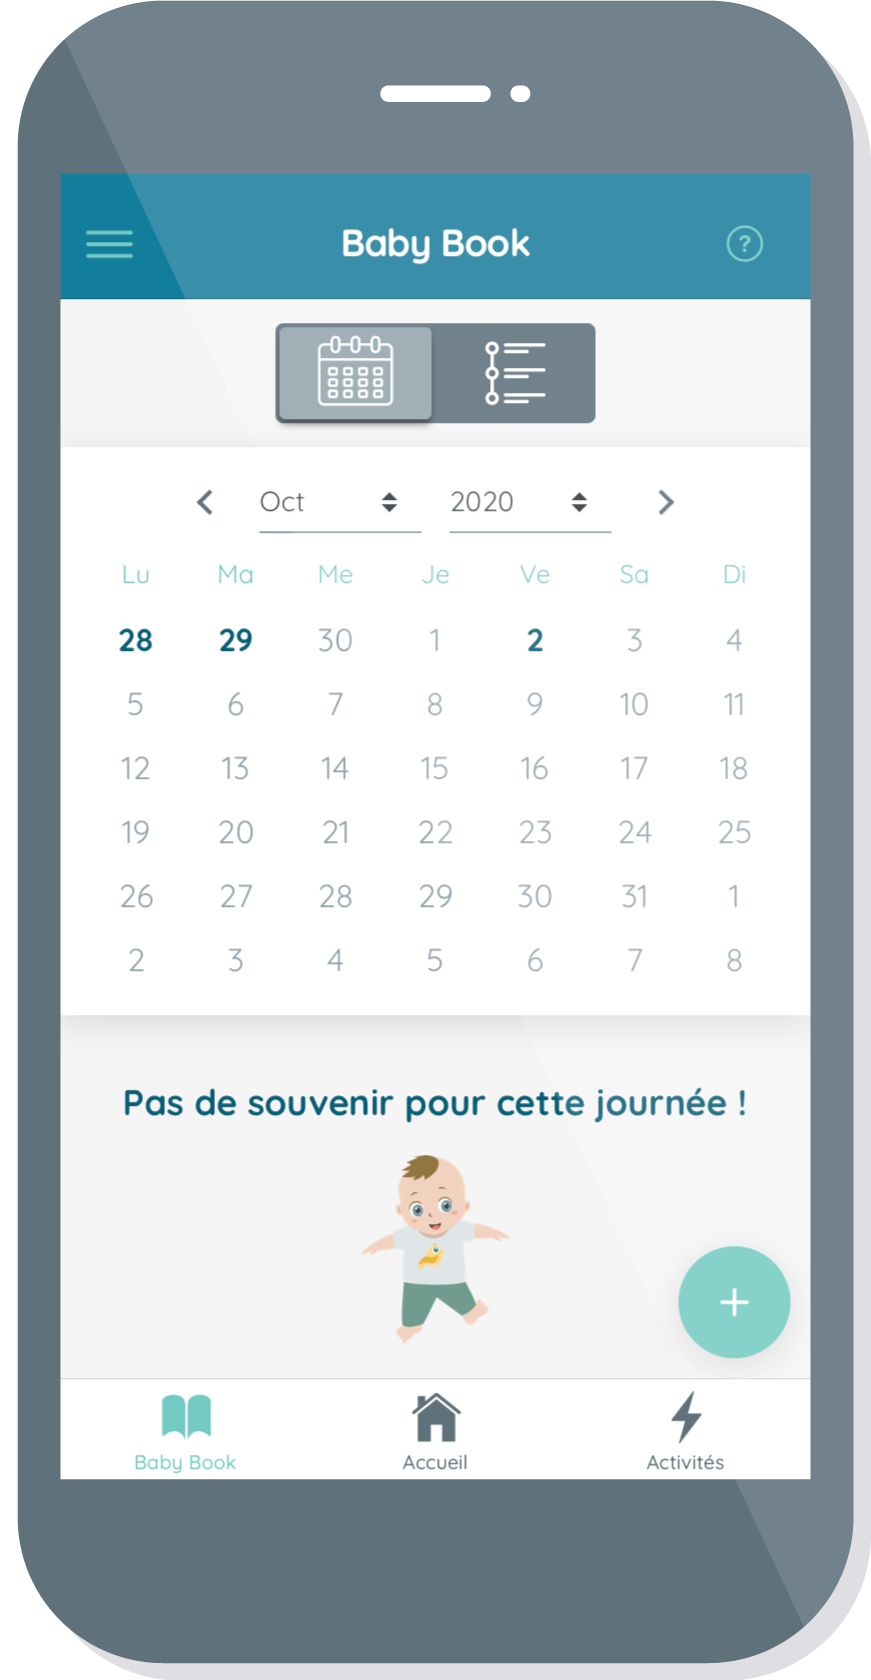 Baby Book
?
Oct 2020
Lu Ma Me Je Ve Sa Di
28 29 30 1 2 3 4
5 6 7 8 9 10 11
12 13 14 15 16 17 18
19 20 21 22 23 24 25
26 27 28 29 30 31 1
2 3 4 5 6 7 8
Pas de souvenir pour cette journée !
+
Baby Book Accueil Activités